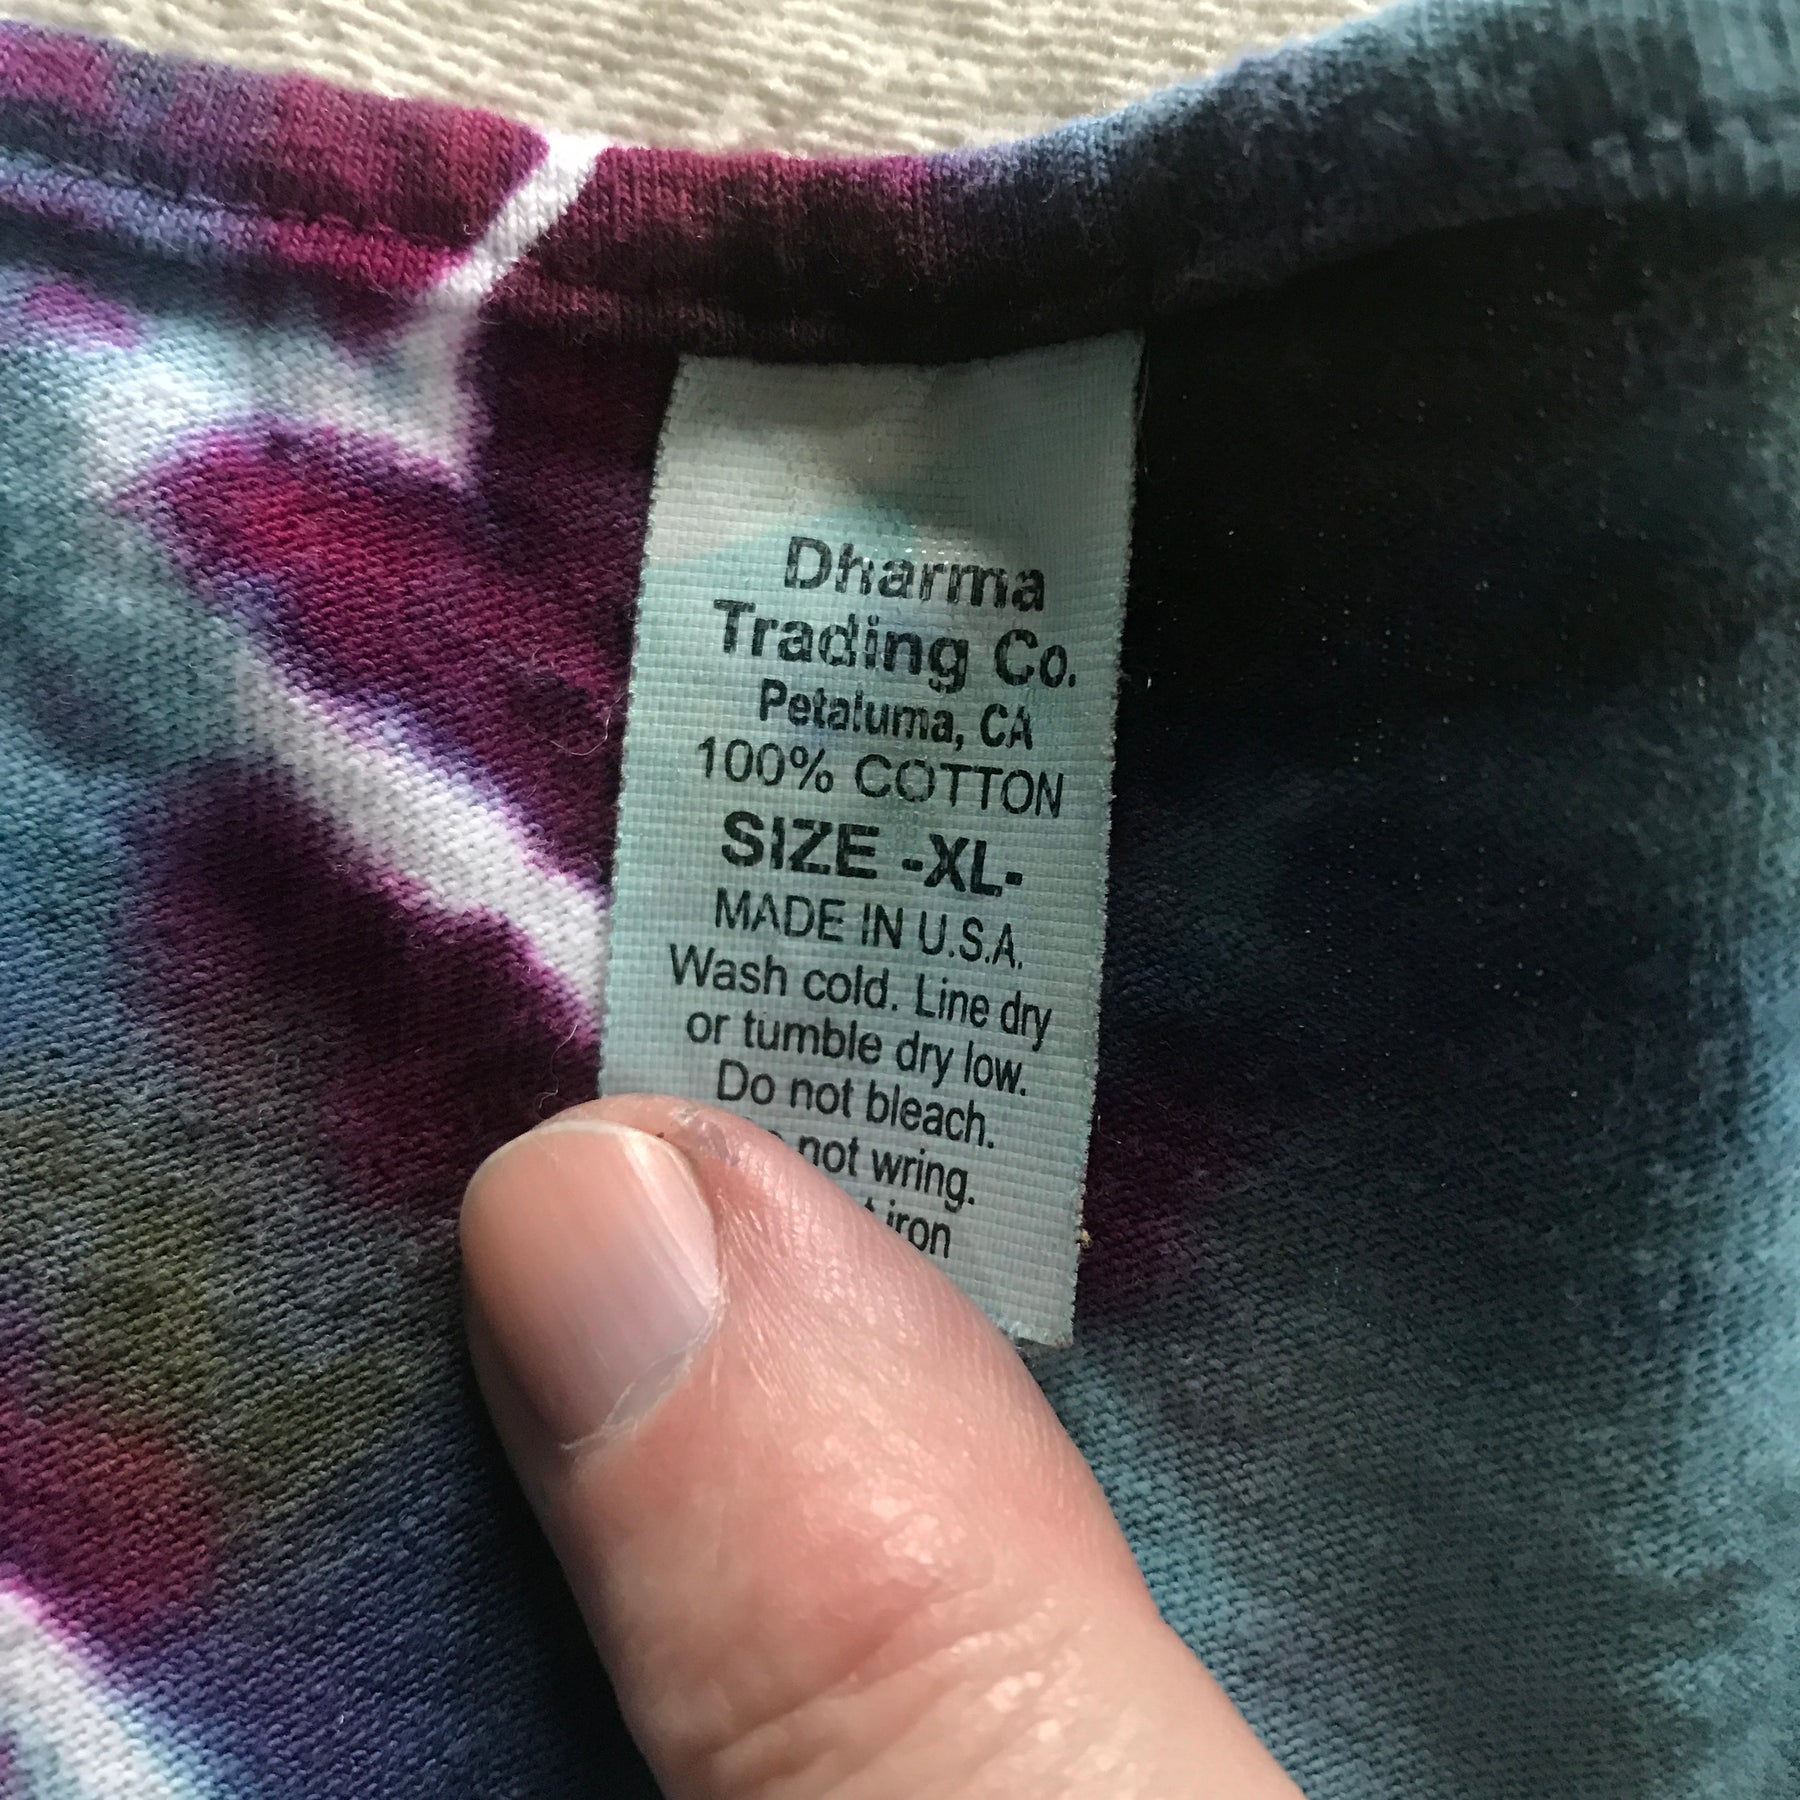 Dharma
Trading Co.
Petaluma, CA
100% COTTON
SIZE -XL-
MADE IN U.S.A.
Wash cold. Line dry
or tumble dry low.
Do not bleach.
not wring.
iron